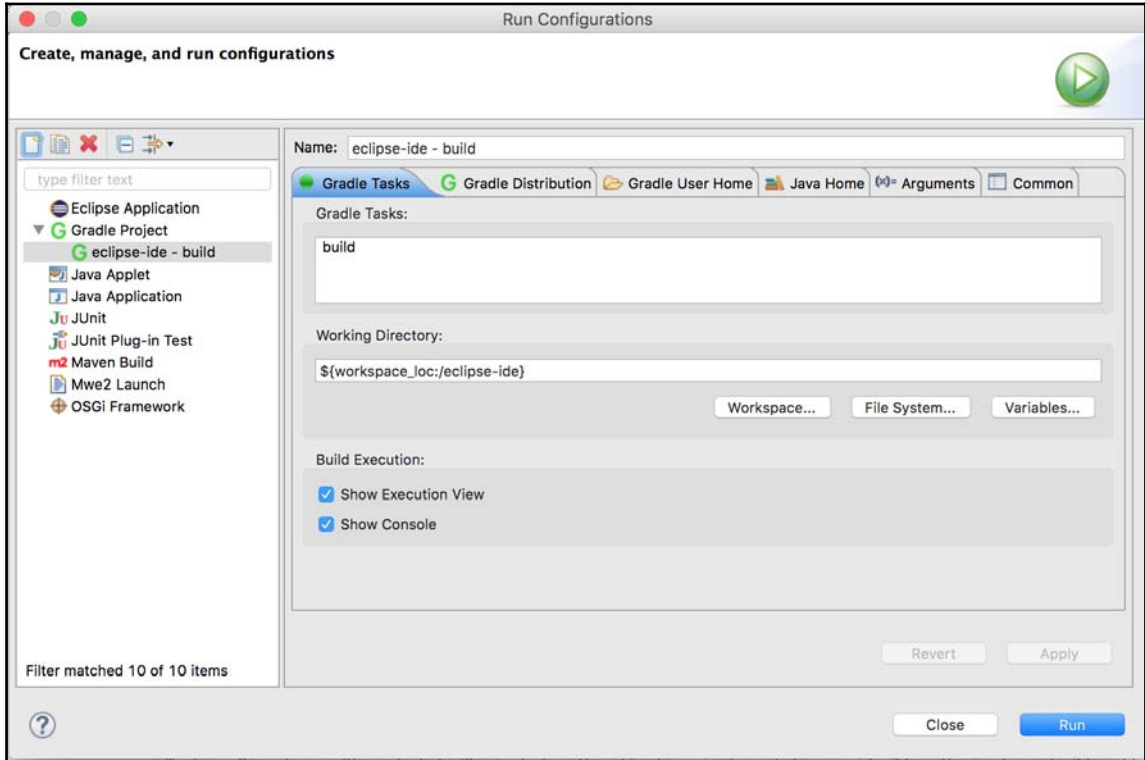 Run Configurations
Create, manage, and run configurations
type filter text
Eclipse Application
Gradle Project
eclipse-ide - build
Java Applet
Java Application
JUnit
JUnit Plug-in Test
Maven Build
Mwe2 Launch
OSGi Framework
Filter matched 10 of 10 items
Name: eclipse-ide - build
Gradle Tasks Gradle Distribution Gradle User Home Java Home (x)= Arguments Common
Gradle Tasks:
build
Working Directory:
${workspace_loc:/eclipse-ide}
Workspace... File System... Variables...
Build Execution:
Show Execution View
Show Console
Revert Apply
? Close Run